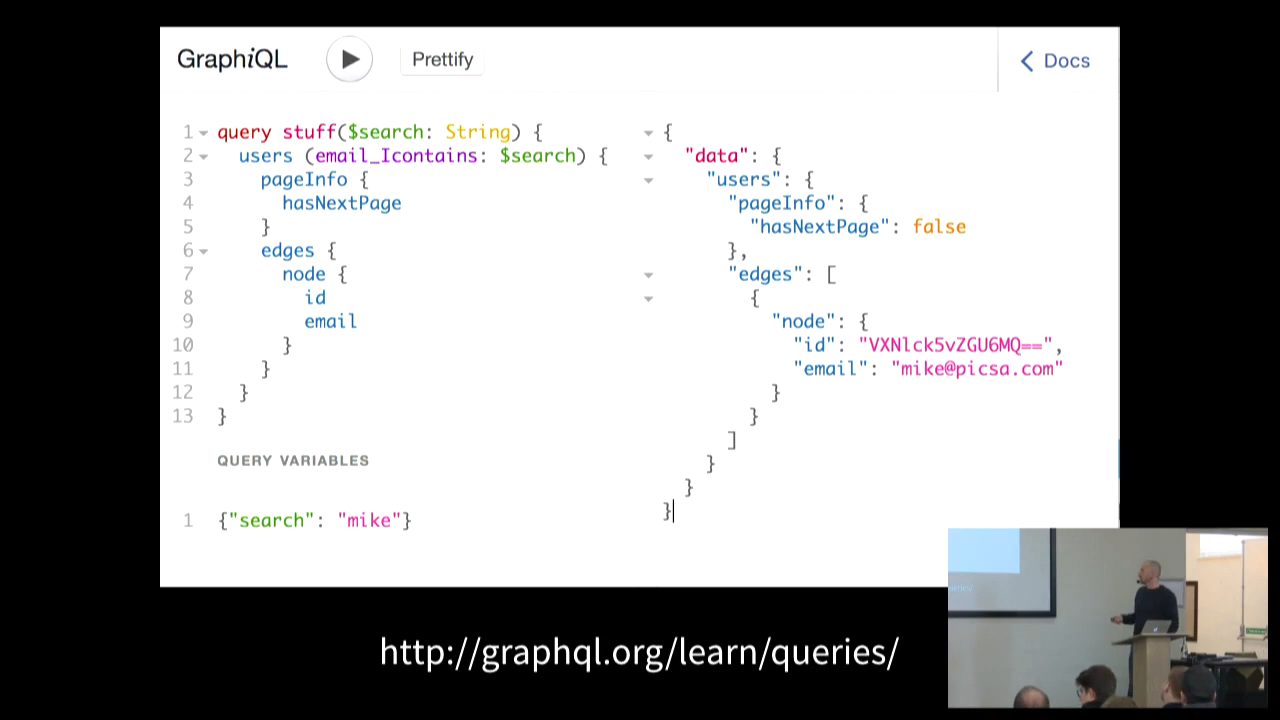 GraphiQL
Prettify
Docs
1 query stuff($search: String) {
2 users (email_Icontains: $search) {
3 pageInfo {
4 hasNextPage
5 }
6 edges {
7 node {
8 id
9 email
10 }
11 }
12 }
13 }
QUERY VARIABLES
1 {"search": "mike"}
{
"data": {
"users": {
"pageInfo": {
"hasNextPage": false
},
"edges": [
{
"node": {
"id": "VXNlck5vZGU6MQ==",
"email": "mike@picsa.com"
}
}
]
}
}
}
http://graphql.org/learn/queries/